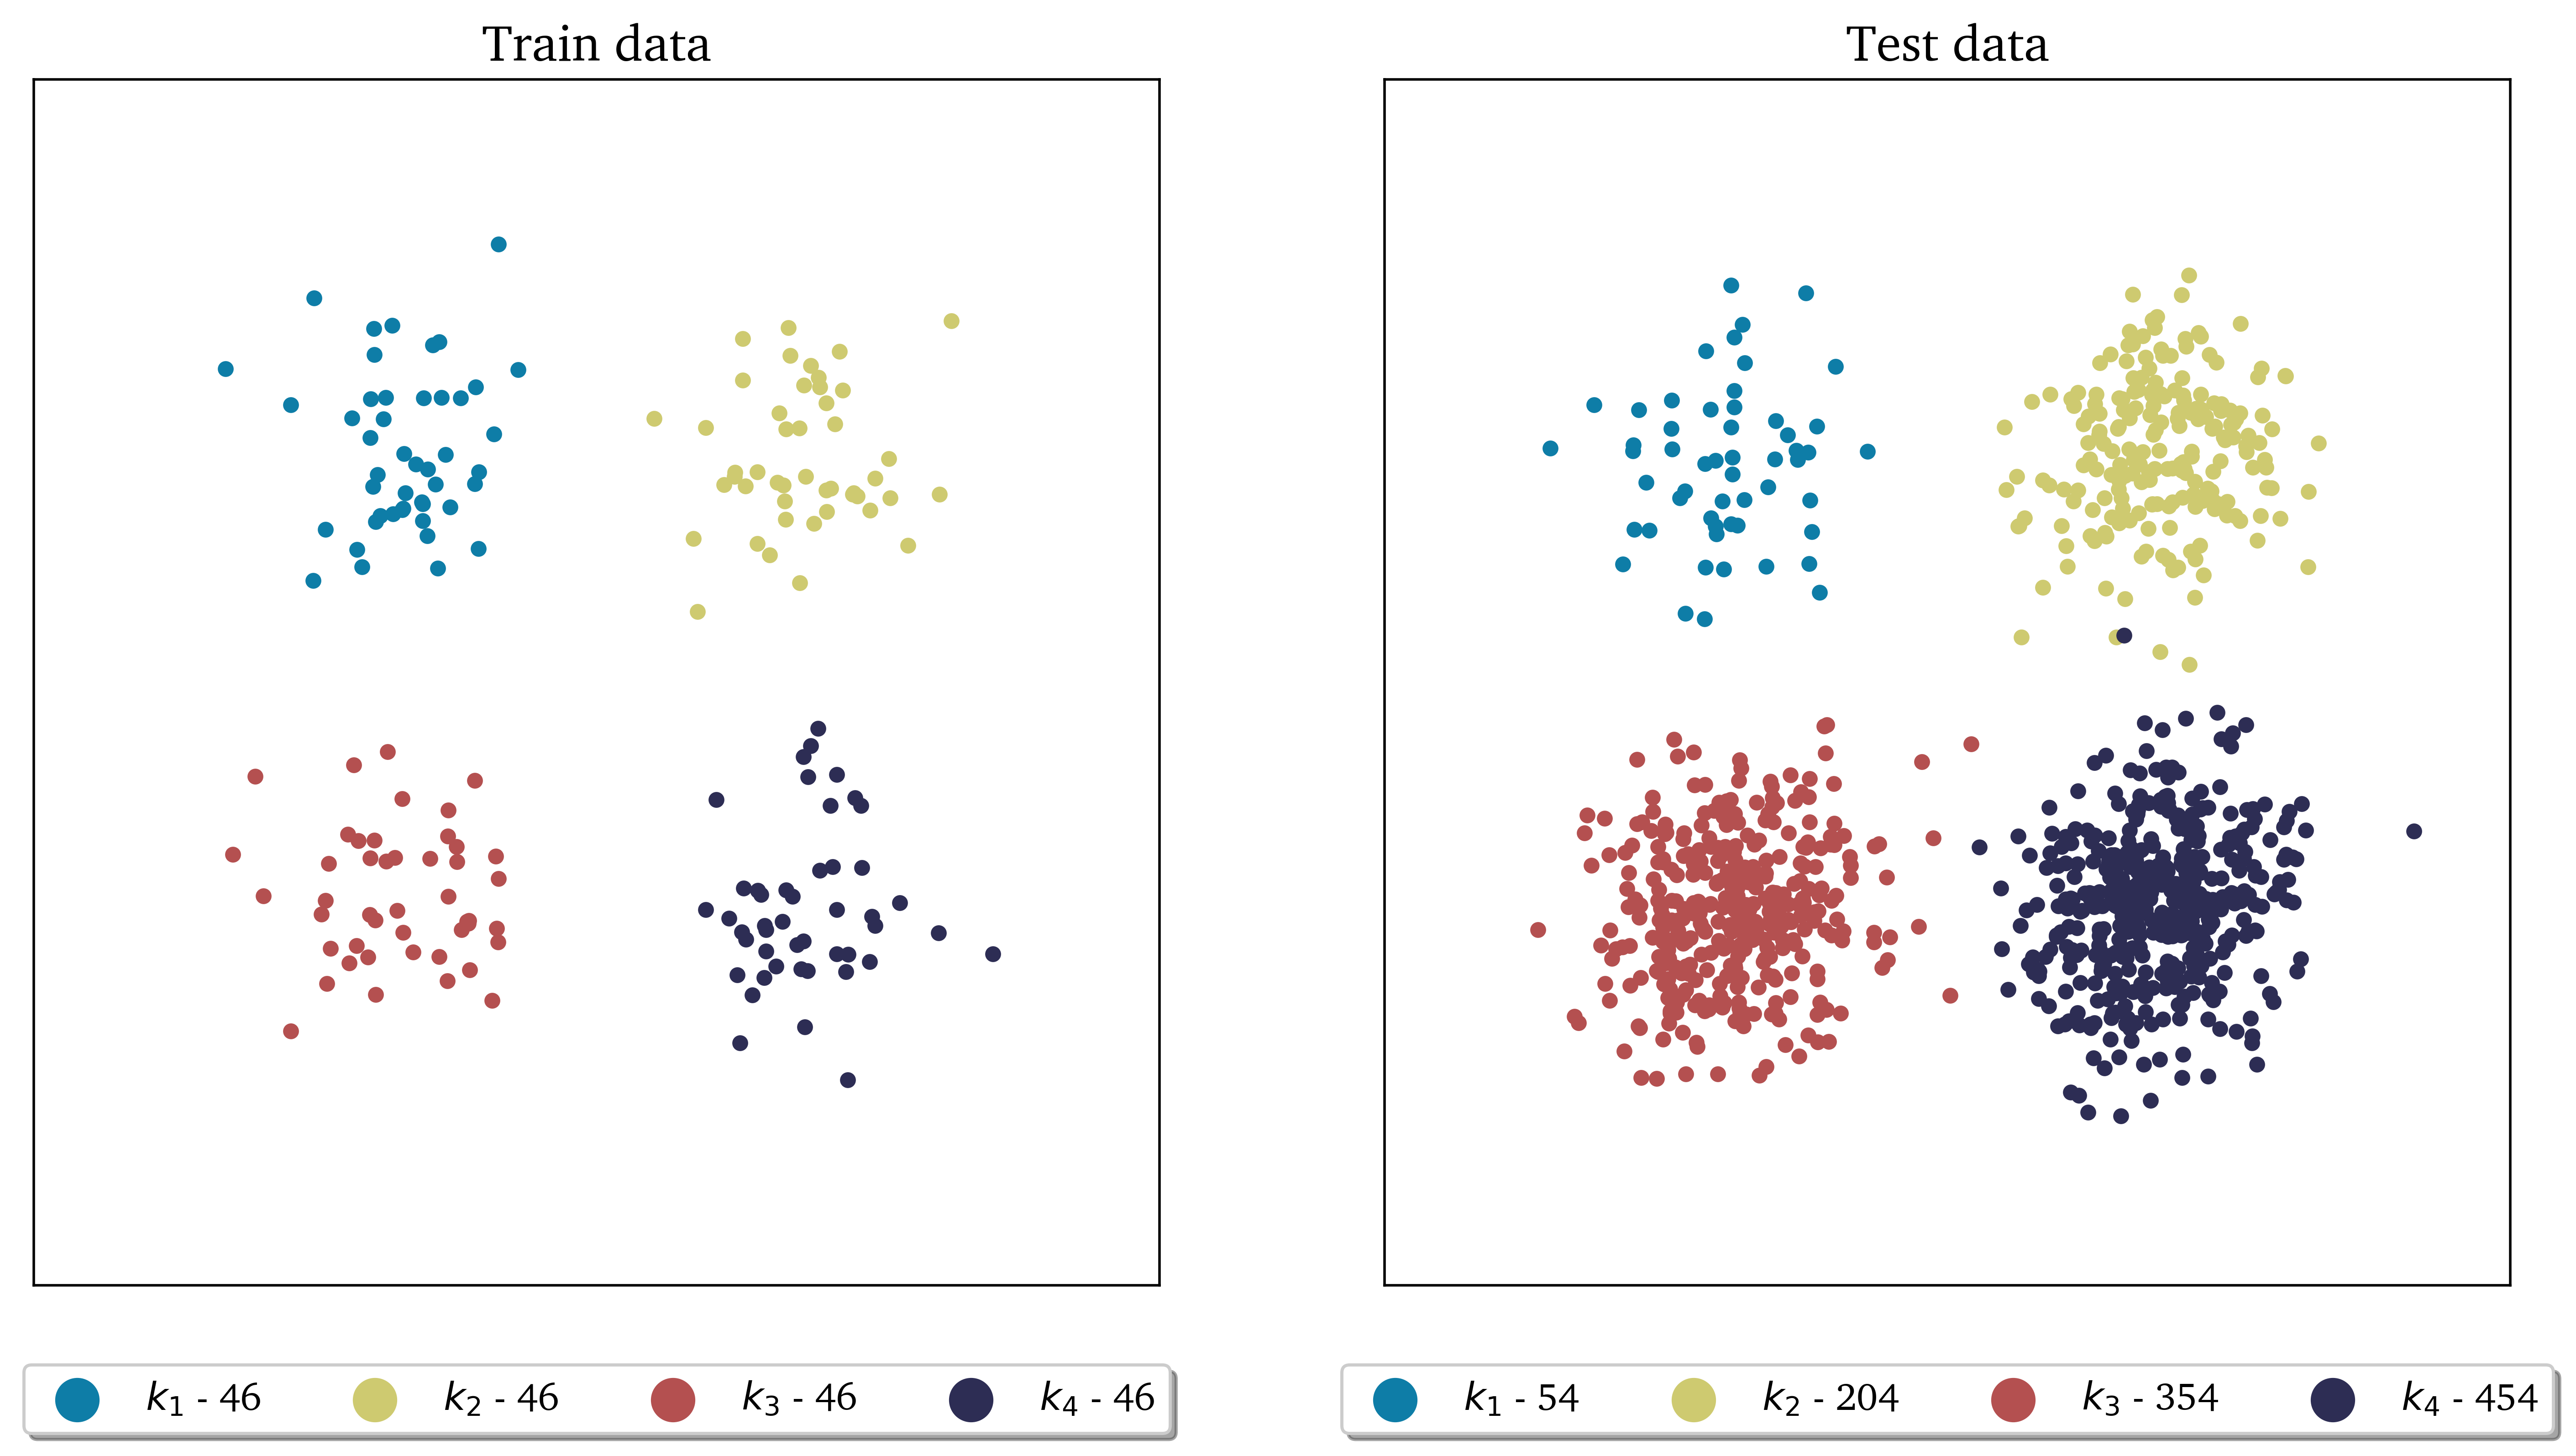 Train data
Test data
k₁ - 46 k₂ - 46 k₃ - 46 k₄ - 46
k₁ - 54 k₂ - 204 k₃ - 354 k₄ - 454